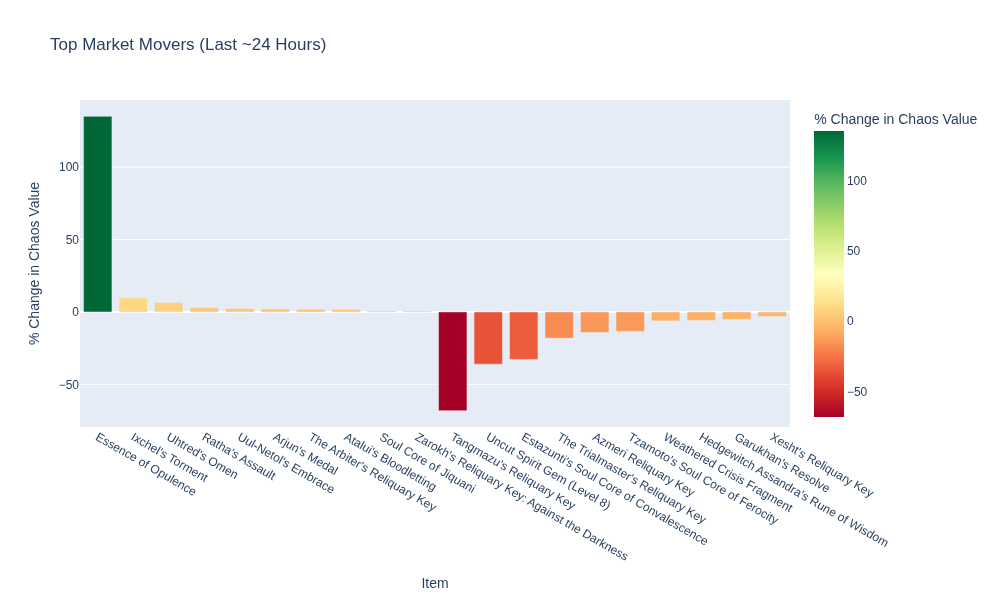 Top Market Movers (Last ~24 Hours)
% Change in Chaos Value
100
50
0
−50
% Change in Chaos Value
100
50
0
−50
Essence of Opulence
Ixchel's Torment
Uhtred's Omen
Ratha's Assault
Uul-Netol's Embrace
Arjun's Medal
The Arbiter's Reliquary Key
Atalui's Bloodletting
Soul Core of Jiquani
Zarokh's Reliquary Key: Against the Darkness
Tangmazu's Reliquary Key
Uncut Spirit Gem (Level 8)
Estazunti's Soul Core of Convalescence
The Trialmaster's Reliquary Key
Azmeri Reliquary Key
Tzamoto's Soul Core of Ferocity
Weathered Crisis Fragment
Hedgewitch Assandra's Rune of Wisdom
Garukhan's Resolve
Xesht's Reliquary Key
Item